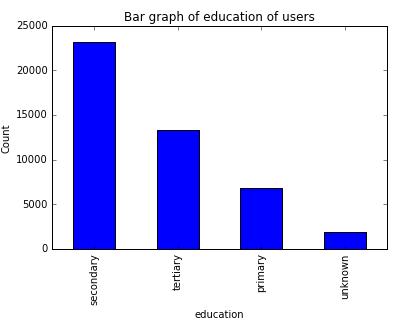 Bar graph of education of users
25000
20000
15000
10000
5000
0
Count
secondary
tertiary
primary
unknown
education